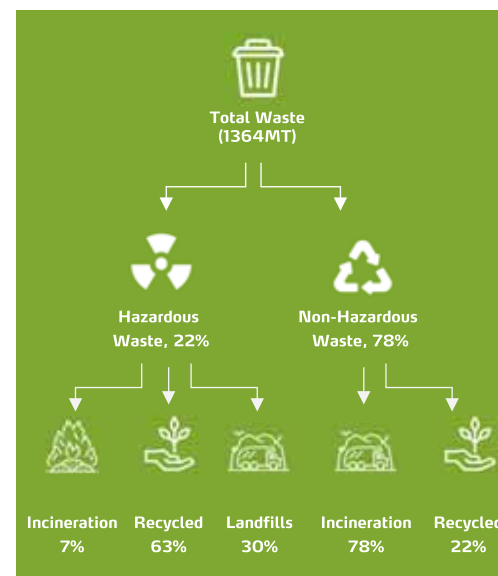 Total Waste
(1364MT)
Hazardous
Waste, 22%
Non-Hazardous
Waste, 78%
Incineration
7%
Recycled
63%
Landfills
30%
Incineration
78%
Recycled
22%